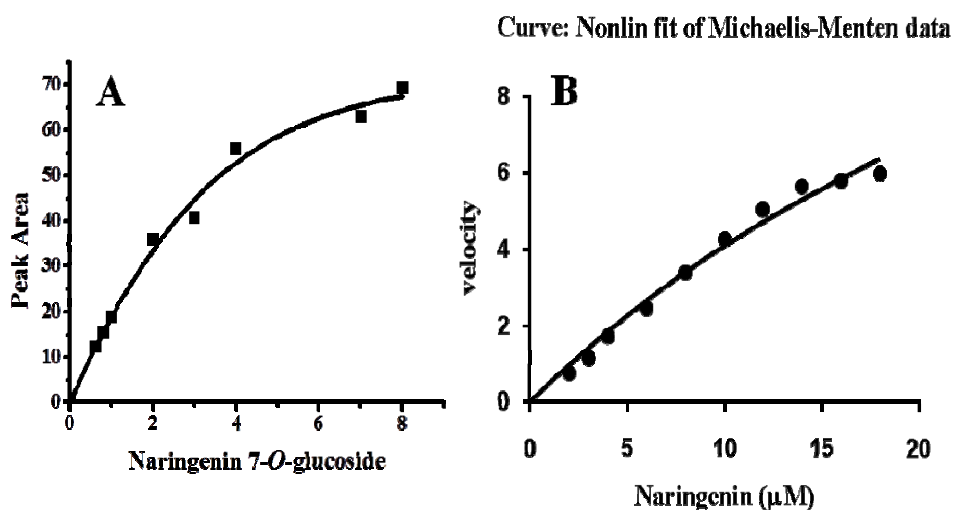 Curve: Nonlin fit of Michaelis-Menten data
A
70
60
50
40
30
20
10
0
Peak Area
0 2 4 6 8
Naringenin 7-O-glucoside
B
8
6
4
2
0
velocity
0 5 10 15 20
Naringenin (µM)